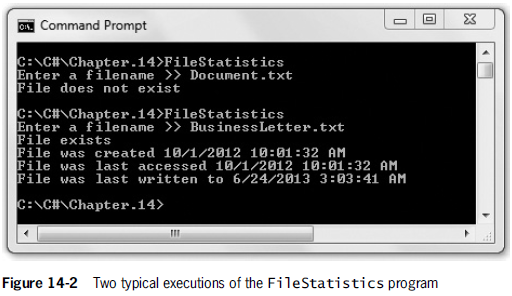 Command Prompt
C:\C#\Chapter.14>FileStatistics
Enter a filename >> Document.txt
File does not exist
C:\C#\Chapter.14>FileStatistics
Enter a filename >> BusinessLetter.txt
File exists
File was created 10/1/2012 10:01:32 AM
File was last accessed 10/1/2012 10:01:32 AM
File was last written to 6/24/2013 3:03:41 AM
C:\C#\Chapter.14>
Figure 14-2 Two typical executions of the FileStatistics program